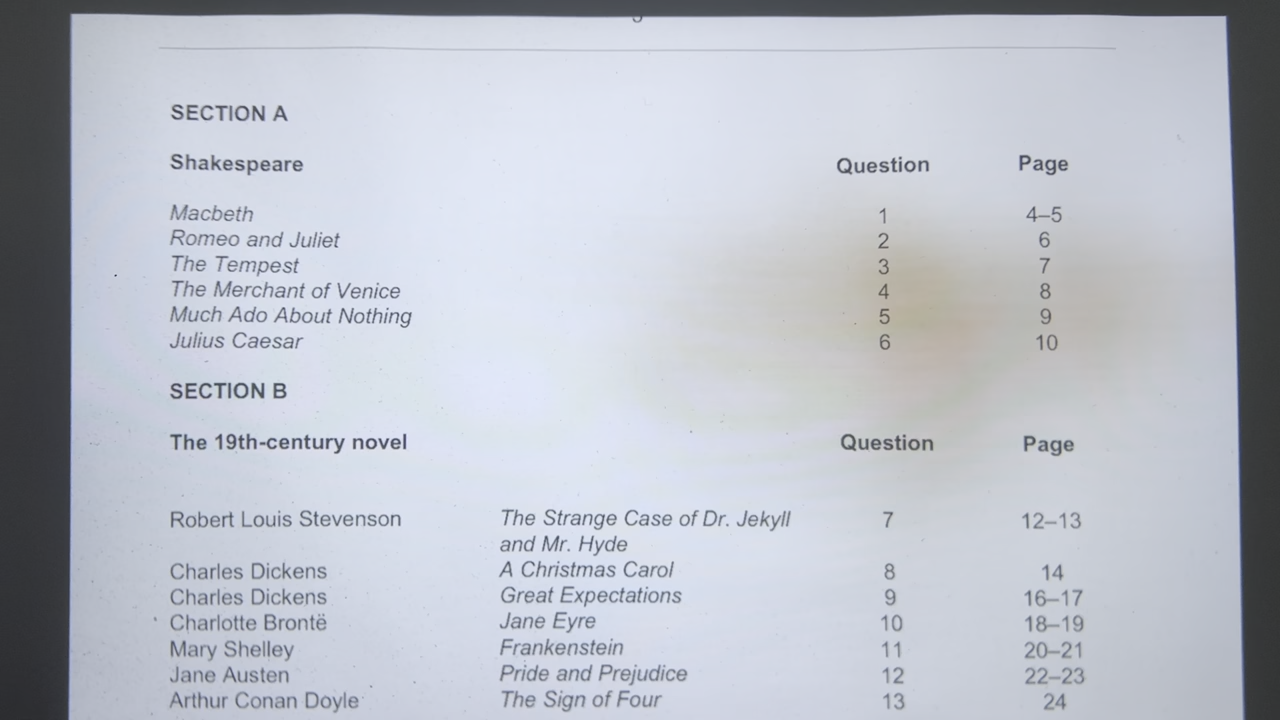 SECTION A
Shakespeare Question Page
Macbeth 1 4–5
Romeo and Juliet 2 6
The Tempest 3 7
The Merchant of Venice 4 8
Much Ado About Nothing 5 9
Julius Caesar 6 10
SECTION B
The 19th-century novel Question Page
Robert Louis Stevenson The Strange Case of Dr. Jekyll 7 12–13
and Mr. Hyde
Charles Dickens A Christmas Carol 8 14
Charles Dickens Great Expectations 9 16–17
Charlotte Brontë Jane Eyre 10 18–19
Mary Shelley Frankenstein 11 20–21
Jane Austen Pride and Prejudice 12 22–23
Arthur Conan Doyle The Sign of Four 13 24